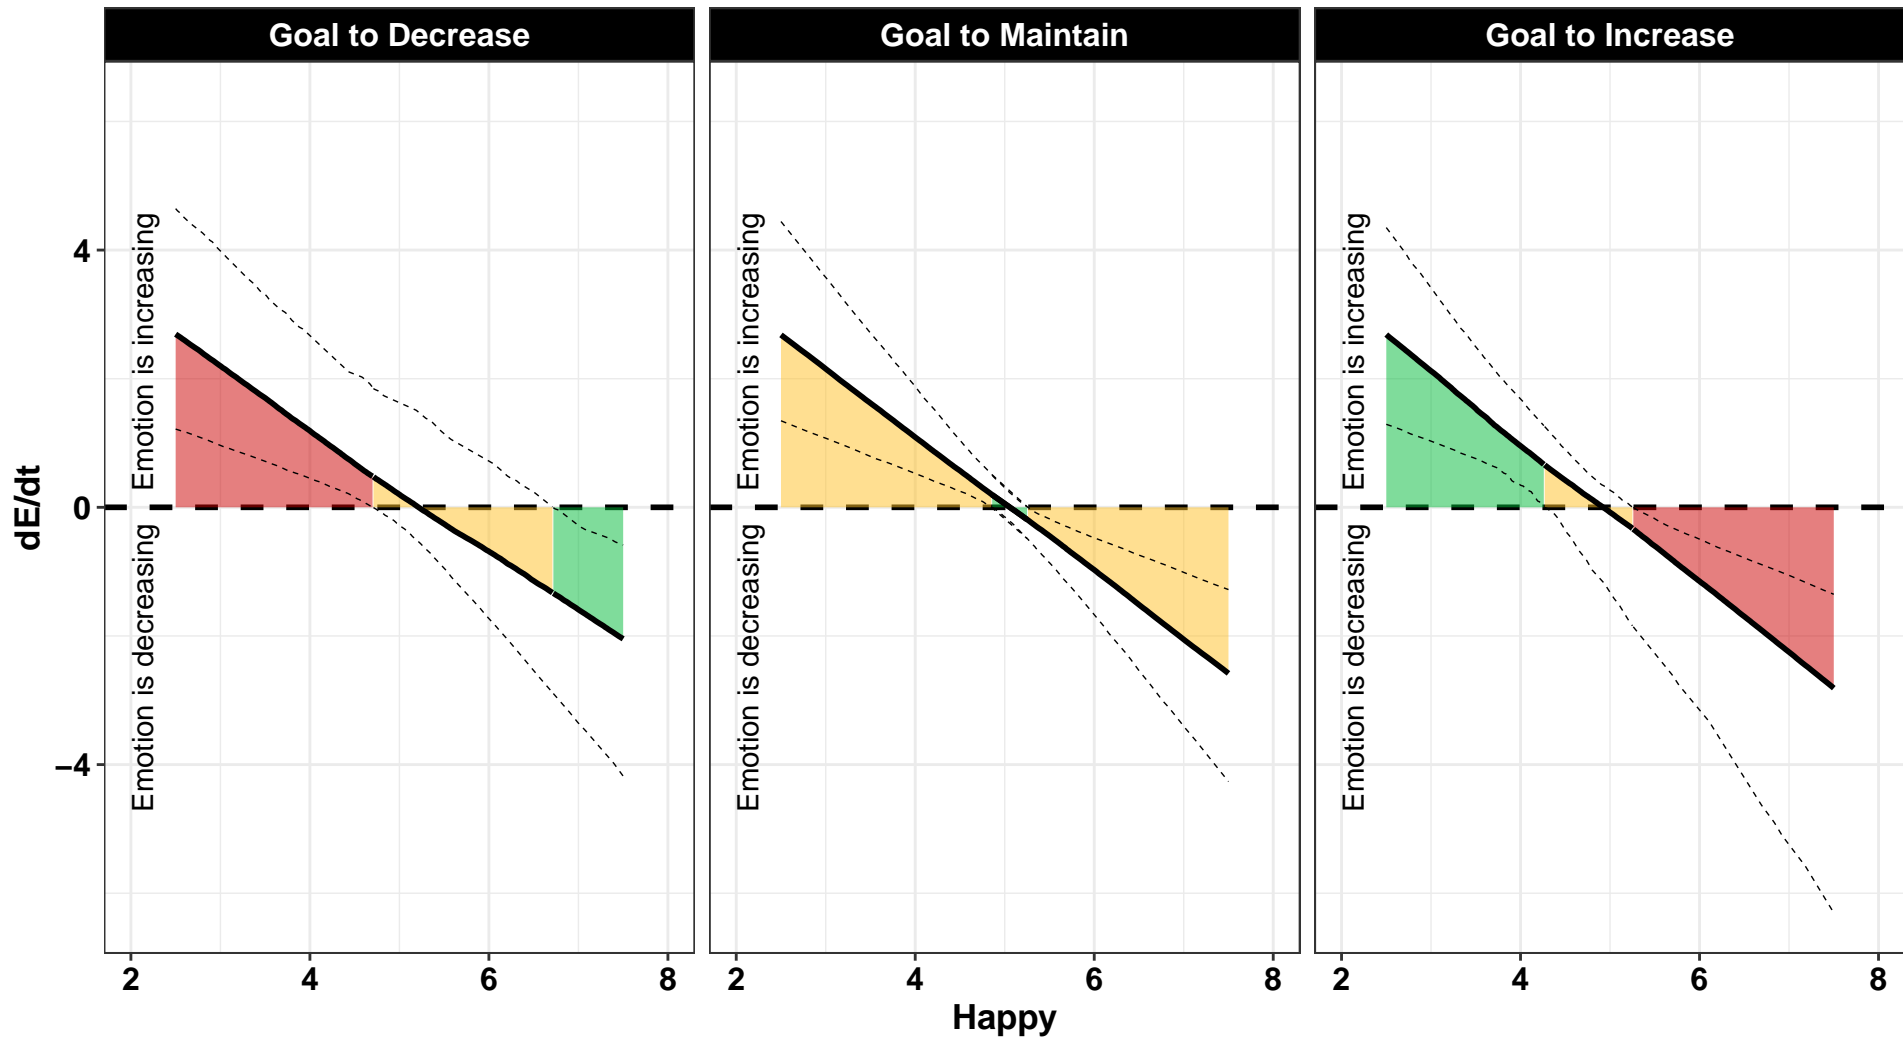 Goal to Decrease
Goal to Maintain
Goal to Increase
dE/dt
4
0
−4
Emotion is increasing
Emotion is decreasing
Emotion is increasing
Emotion is decreasing
Emotion is increasing
Emotion is decreasing
2 4 6 8
2 4 6 8
2 4 6 8
Happy